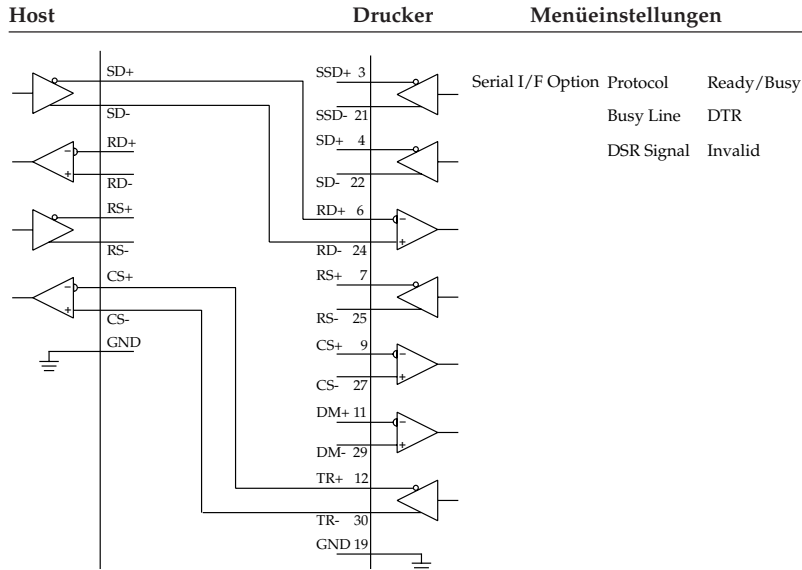 Host Drucker Menüeinstellungen
SD+ SSD+ 3 Serial I/F Option Protocol Ready/Busy
SD- SSD- 21 Busy Line DTR
RD+ SD+ 4 DSR Signal Invalid
- -
+
RD- SD- 22
RS+ RD+ 6
-
+
RS- RD- 24
CS+ RS+ 7
-
+
CS- RS- 25
GND CS+ 9
-
+
CS- 27
DM+ 11
-
+
DM- 29
TR+ 12
TR- 30
GND 19